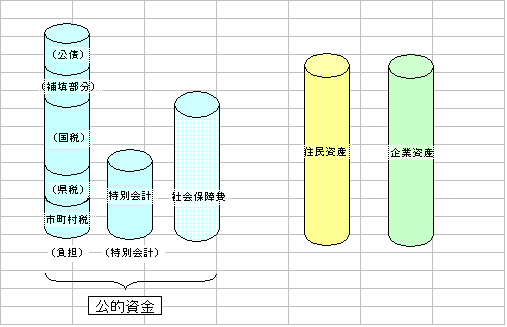 (公債)
(補填部分)
(国税)
(県税)
市町村税
(負担)
特別会計
(特別会計)
社会保障費
公的資金
住民資産
企業資産